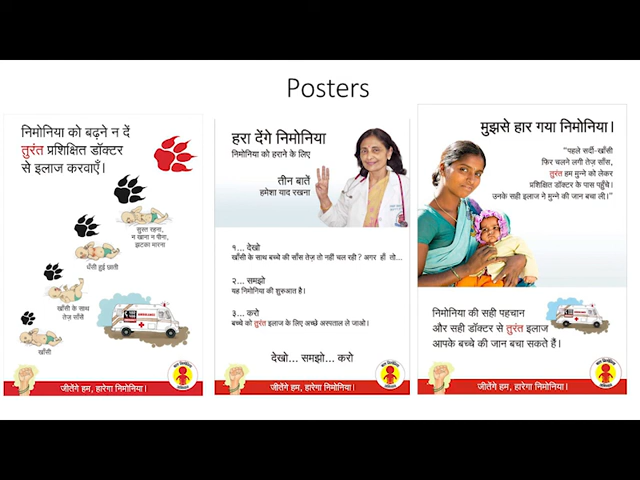 Posters
निमोनिया को बढ़ने न दें
तुरंत प्रशिक्षित डॉक्टर
से इलाज करवाएँ।
सुस्त रहना,
न खाना न पीना,
झटका मारना
धँसी हुई छाती
खाँसी के साथ
तेज़ साँसें
खाँसी
जीतेंगे हम, हारेगा निमोनिया।
हरा देंगे निमोनिया
निमोनिया को हराने के लिए
तीन बातें
हमेशा याद रखना
१... देखो
खाँसी के साथ बच्चे की साँस तेज़ तो नहीं चल रही ? अगर हाँ तो...
२... समझो
यह निमोनिया की शुरुआत है।
३... करो
बच्चे को तुरंत इलाज के लिए अच्छे अस्पताल ले जाओ।
देखो... समझो... करो
जीतेंगे हम, हारेगा निमोनिया।
मुझसे हार गया निमोनिया।
"पहले सर्दी-खाँसी
फिर चलने लगी तेज़ साँस,
तुरंत हम मुन्ने को लेकर
प्रशिक्षित डॉक्टर के पास पहुँचे।
उनके सही इलाज ने मुन्ने की जान बचा ली।"
निमोनिया की सही पहचान
और सही डॉक्टर से तुरंत इलाज
आपके बच्चे की जान बचा सकते हैं।
जीतेंगे हम, हारेगा निमोनिया।